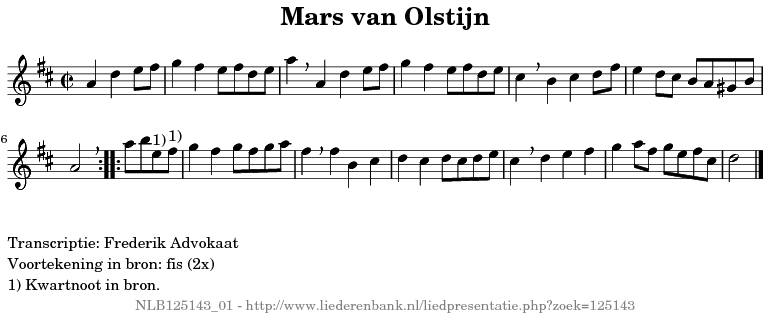 Mars van Olstijn
6
1) 1)
Transcriptie: Frederik Advokaat
Voortekening in bron: fis (2x)
1) Kwartnoot in bron.
NLB125143_01 - http://www.liederenbank.nl/liedpresentatie.php?zoek=125143